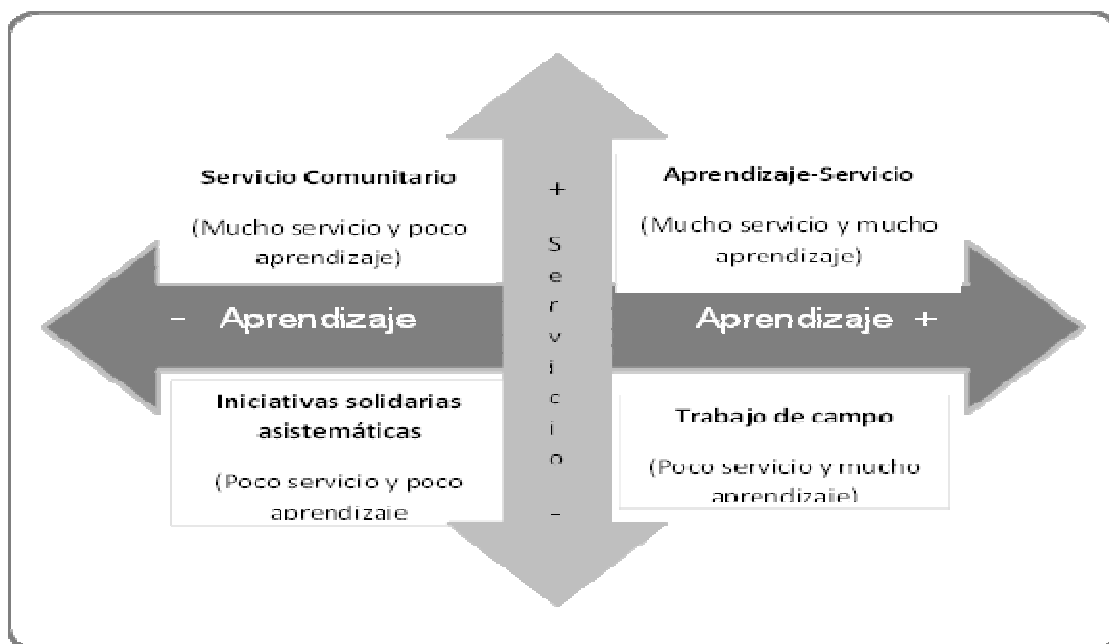 Servicio Comunitario
(Mucho servicio y poco
aprendizaje)
Aprendizaje-Servicio
(Mucho servicio y mucho
aprendizaje)
+
S
e
r
v
i
c
i
o
-
- Aprendizaje
Aprendizaje +
Iniciativas solidarias
asistemáticas
(Poco servicio y poco
aprendizaje
Trabajo de campo
(Poco servicio y mucho
aprendizaje)